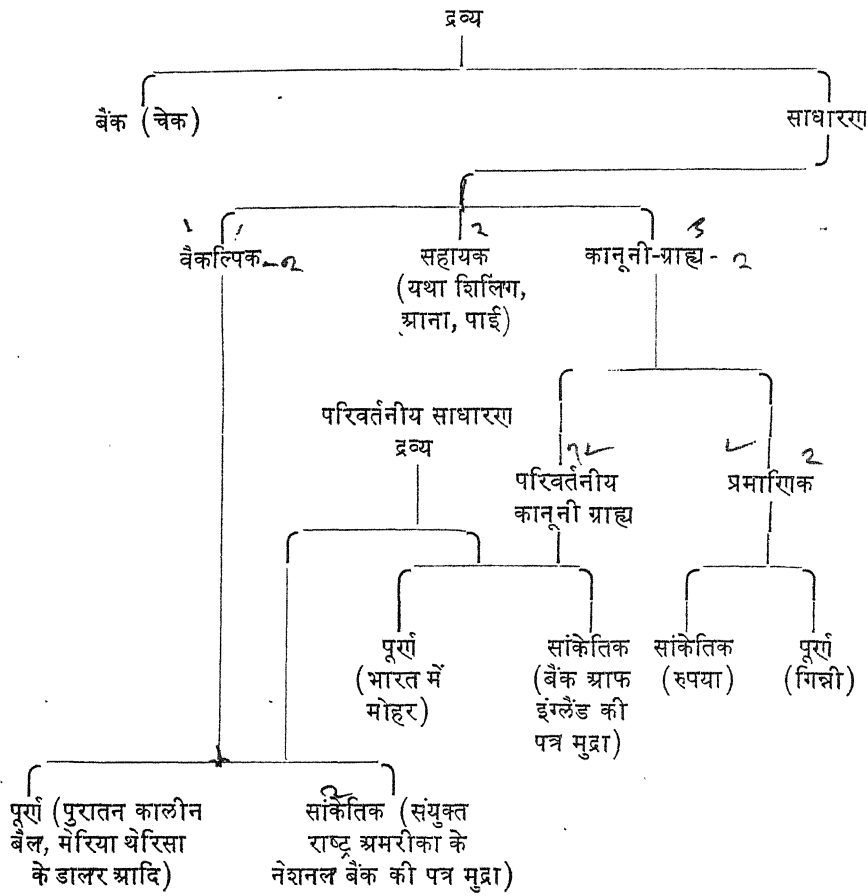 द्रव्य
बैंक (चेक)
साधारण
वैकल्पिक
सहायक
(यथा शिलिंग,
आना, पाई)
कानूनी-ग्राह्य
परिवर्तनीय साधारण
द्रव्य
परिवर्तनीय
कानूनी ग्राह्य
प्रमाणिक
पूर्ण
(भारत में
मोहर)
सांकेतिक
(बैंक आफ
इंग्लैंड की
पत्र मुद्रा)
सांकेतिक
(रुपया)
पूर्ण
(गिन्नी)
पूर्ण (पुरातन कालीन
बैल, मेरिया थेरिसा
के डालर आदि)
सांकेतिक (संयुक्त
राष्ट्र अमरीका के
नेशनल बैंक की पत्र मुद्रा)